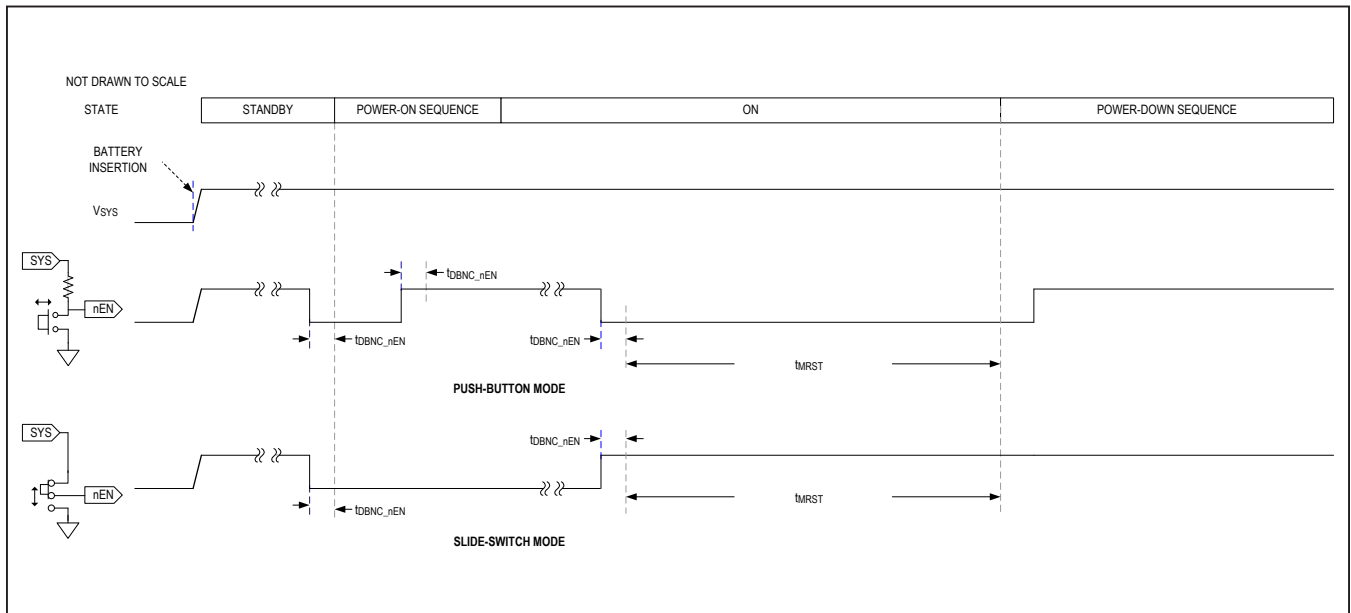 NOT DRAWN TO SCALE
STATE
STANDBY
POWER-ON SEQUENCE
ON
POWER-DOWN SEQUENCE
BATTERY
INSERTION
VSYS
SYS
nEN
tDBNC_nEN
tDBNC_nEN
tDBNC_nEN
tMRST
PUSH-BUTTON MODE
SYS
nEN
tDBNC_nEN
tDBNC_nEN
tMRST
SLIDE-SWITCH MODE